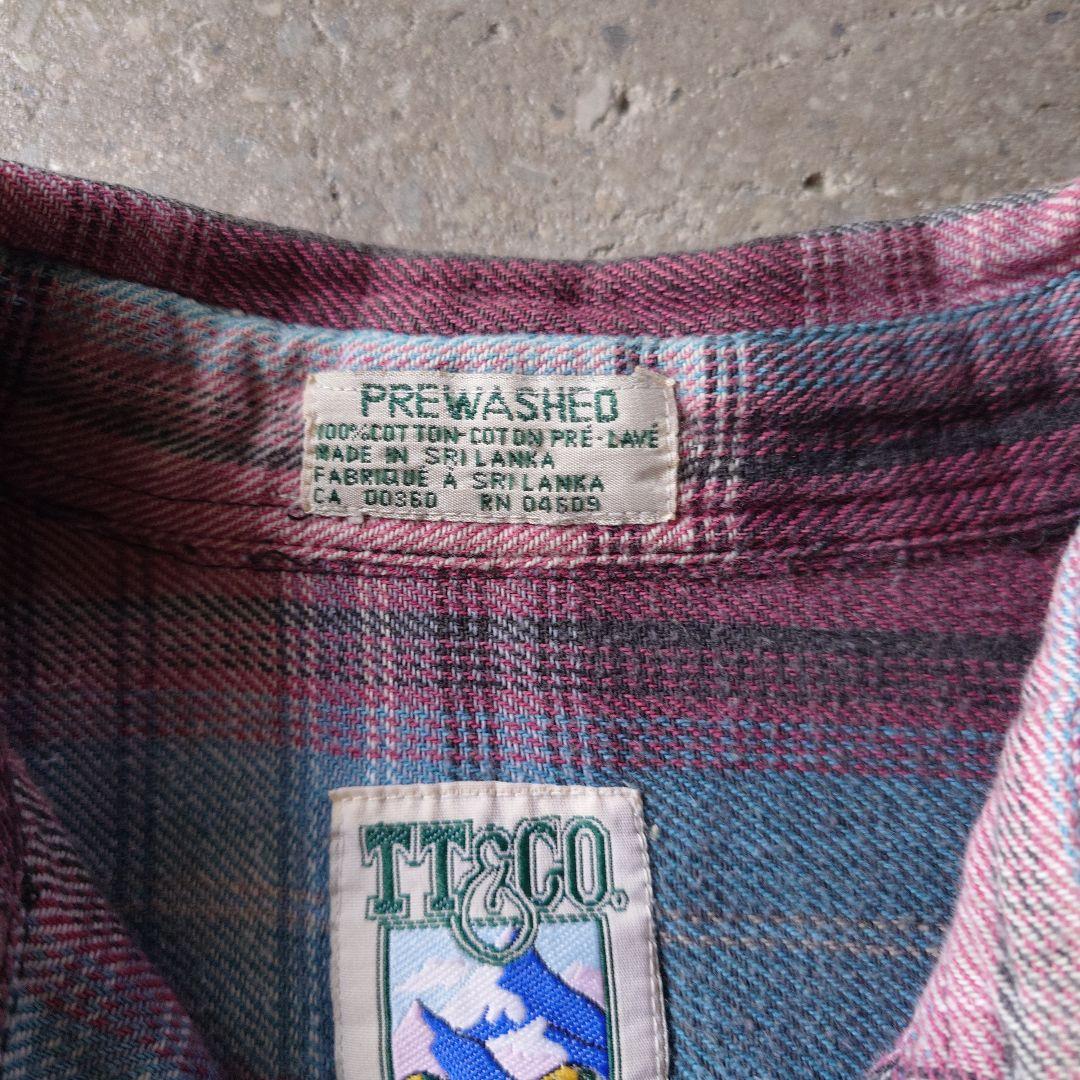 PREWASHED
100% COTTON-COTON PRÉ-LAVÉ
MADE IN SRI LANKA
FABRIQUÉ À SRI LANKA
CA 00360 RN 04609
TT&CO.